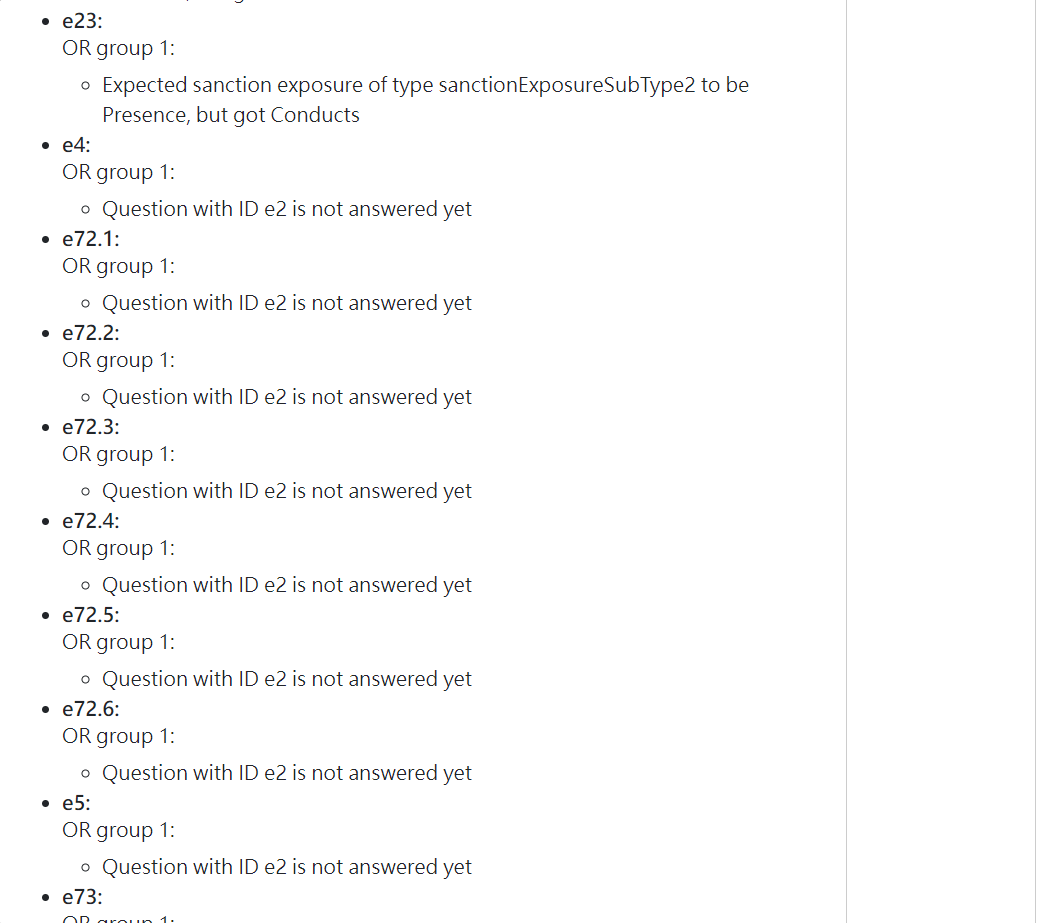 e23:
OR group 1:
Expected sanction exposure of type sanctionExposureSubType2 to be
Presence, but got Conducts
e4:
OR group 1:
Question with ID e2 is not answered yet
e72.1:
OR group 1:
Question with ID e2 is not answered yet
e72.2:
OR group 1:
Question with ID e2 is not answered yet
e72.3:
OR group 1:
Question with ID e2 is not answered yet
e72.4:
OR group 1:
Question with ID e2 is not answered yet
e72.5:
OR group 1:
Question with ID e2 is not answered yet
e72.6:
OR group 1:
Question with ID e2 is not answered yet
e5:
OR group 1:
Question with ID e2 is not answered yet
e73:
OR group 1: